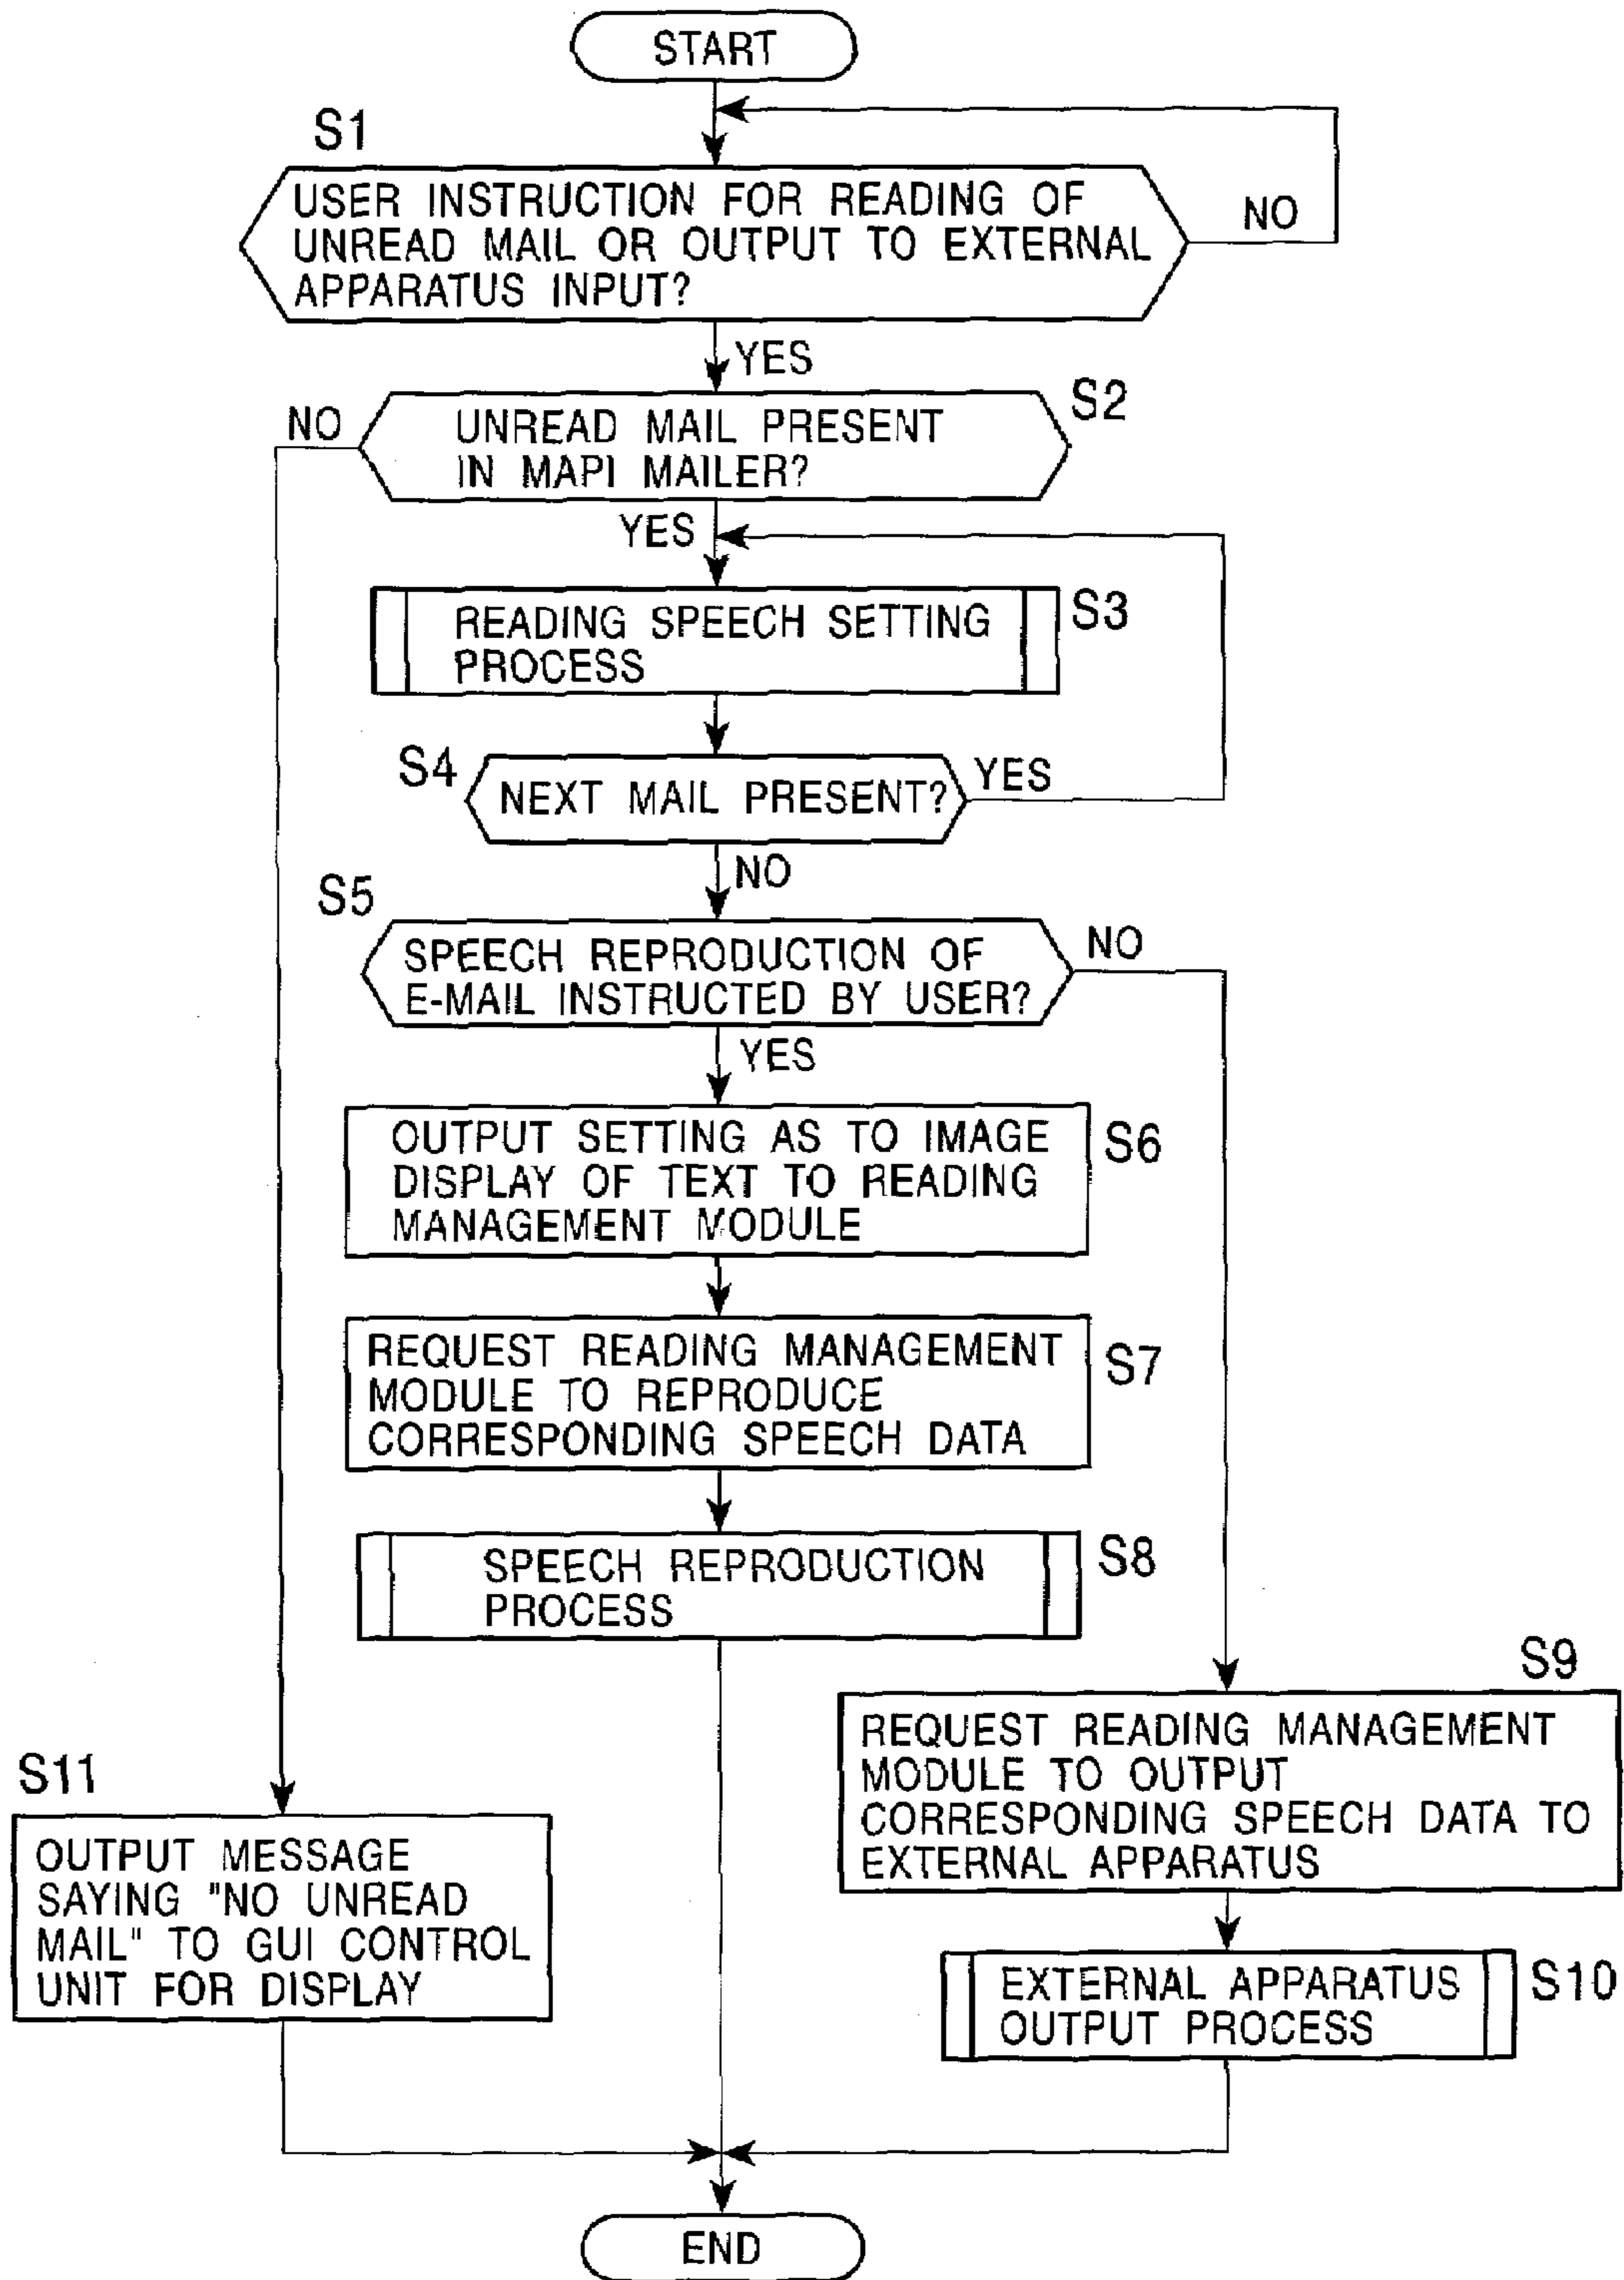 START
S1
USER INSTRUCTION FOR READING OF
UNREAD MAIL OR OUTPUT TO EXTERNAL
APPARATUS INPUT?
NO
YES
S2
NO
UNREAD MAIL PRESENT
IN MAPI MAILER?
YES
S3
READING SPEECH SETTING
PROCESS
S4
NEXT MAIL PRESENT?
YES
NO
S5
SPEECH REPRODUCTION OF
E-MAIL INSTRUCTED BY USER?
NO
YES
OUTPUT SETTING AS TO IMAGE
DISPLAY OF TEXT TO READING
MANAGEMENT MODULE
S6
REQUEST READING MANAGEMENT
MODULE TO REPRODUCE
CORRESPONDING SPEECH DATA
S7
SPEECH REPRODUCTION
PROCESS
S8
S9
REQUEST READING MANAGEMENT
MODULE TO OUTPUT
CORRESPONDING SPEECH DATA TO
EXTERNAL APPARATUS
S11
OUTPUT MESSAGE
SAYING "NO UNREAD
MAIL" TO GUI CONTROL
UNIT FOR DISPLAY
EXTERNAL APPARATUS
OUTPUT PROCESS
S10
END